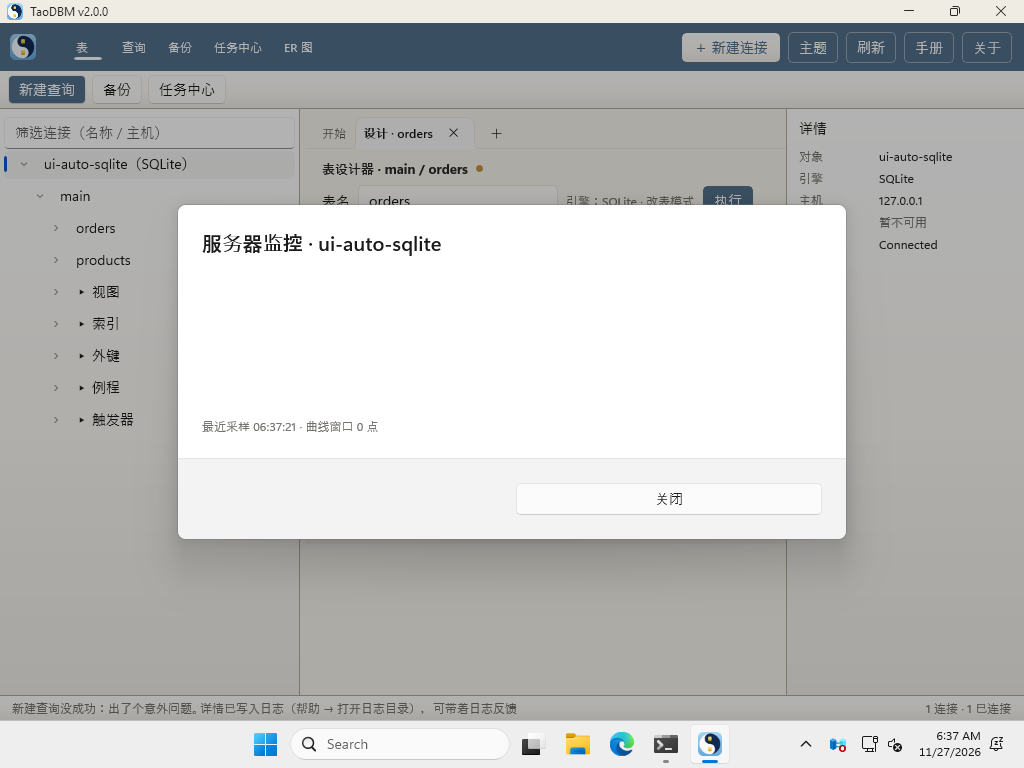 TaoDBM v2.0.0
表 查询 备份 任务中心 ER 图 + 新建连接 主题 刷新 手册 关于
新建查询 备份 任务中心
筛选连接（名称 / 主机）
ui-auto-sqlite（SQLite）
main
orders
products
▸ 视图
▸ 索引
▸ 外键
▸ 例程
▸ 触发器
开始 设计 · orders
表设计器 · main / orders
表名 orders 引擎：SQLite · 改表模式 执行
详情
对象 ui-auto-sqlite
引擎 SQLite
主机 127.0.0.1
暂不可用
Connected
服务器监控 · ui-auto-sqlite
最近采样 06:37:21 · 曲线窗口 0 点
关闭
新建查询没成功：出了个意外问题。详情已写入日志（帮助 → 打开日志目录），可带着日志反馈 1 连接 · 1 已连接
Search
6:37 AM
11/27/2026